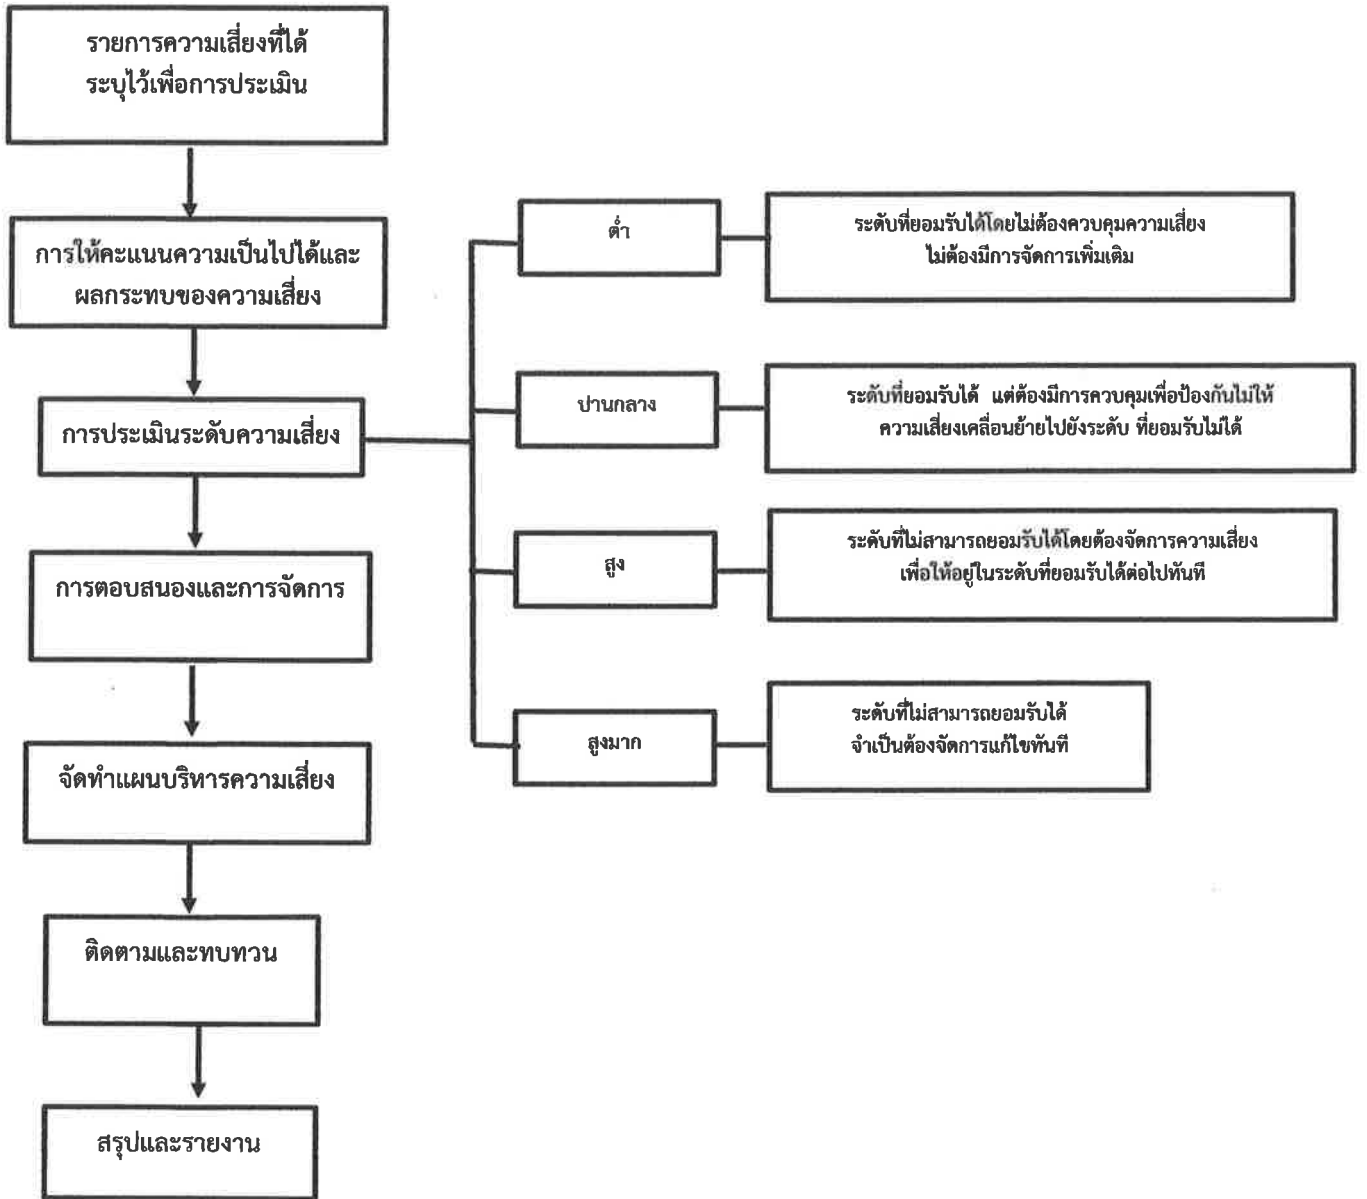 รายการความเสี่ยงที่ได้
ระบุไว้เพื่อการประเมิน
การให้คะแนนความเป็นไปได้และ
ผลกระทบของความเสี่ยง
การประเมินระดับความเสี่ยง
ต่ำ
ระดับที่ยอมรับได้โดยไม่ต้องควบคุมความเสี่ยง
ไม่ต้องมีการจัดการเพิ่มเติม
ปานกลาง
ระดับที่ยอมรับได้ แต่ต้องมีการควบคุมเพื่อป้องกันไม่ให้
ความเสี่ยงเคลื่อนย้ายไปยังระดับ ที่ยอมรับไม่ได้
สูง
ระดับที่ไม่สามารถยอมรับได้โดยต้องจัดการความเสี่ยง
เพื่อให้อยู่ในระดับที่ยอมรับได้ต่อไปทันที
สูงมาก
ระดับที่ไม่สามารถยอมรับได้
จำเป็นต้องจัดการแก้ไขทันที
การตอบสนองและการจัดการ
จัดทำแผนบริหารความเสี่ยง
ติดตามและทบทวน
สรุปและรายงาน